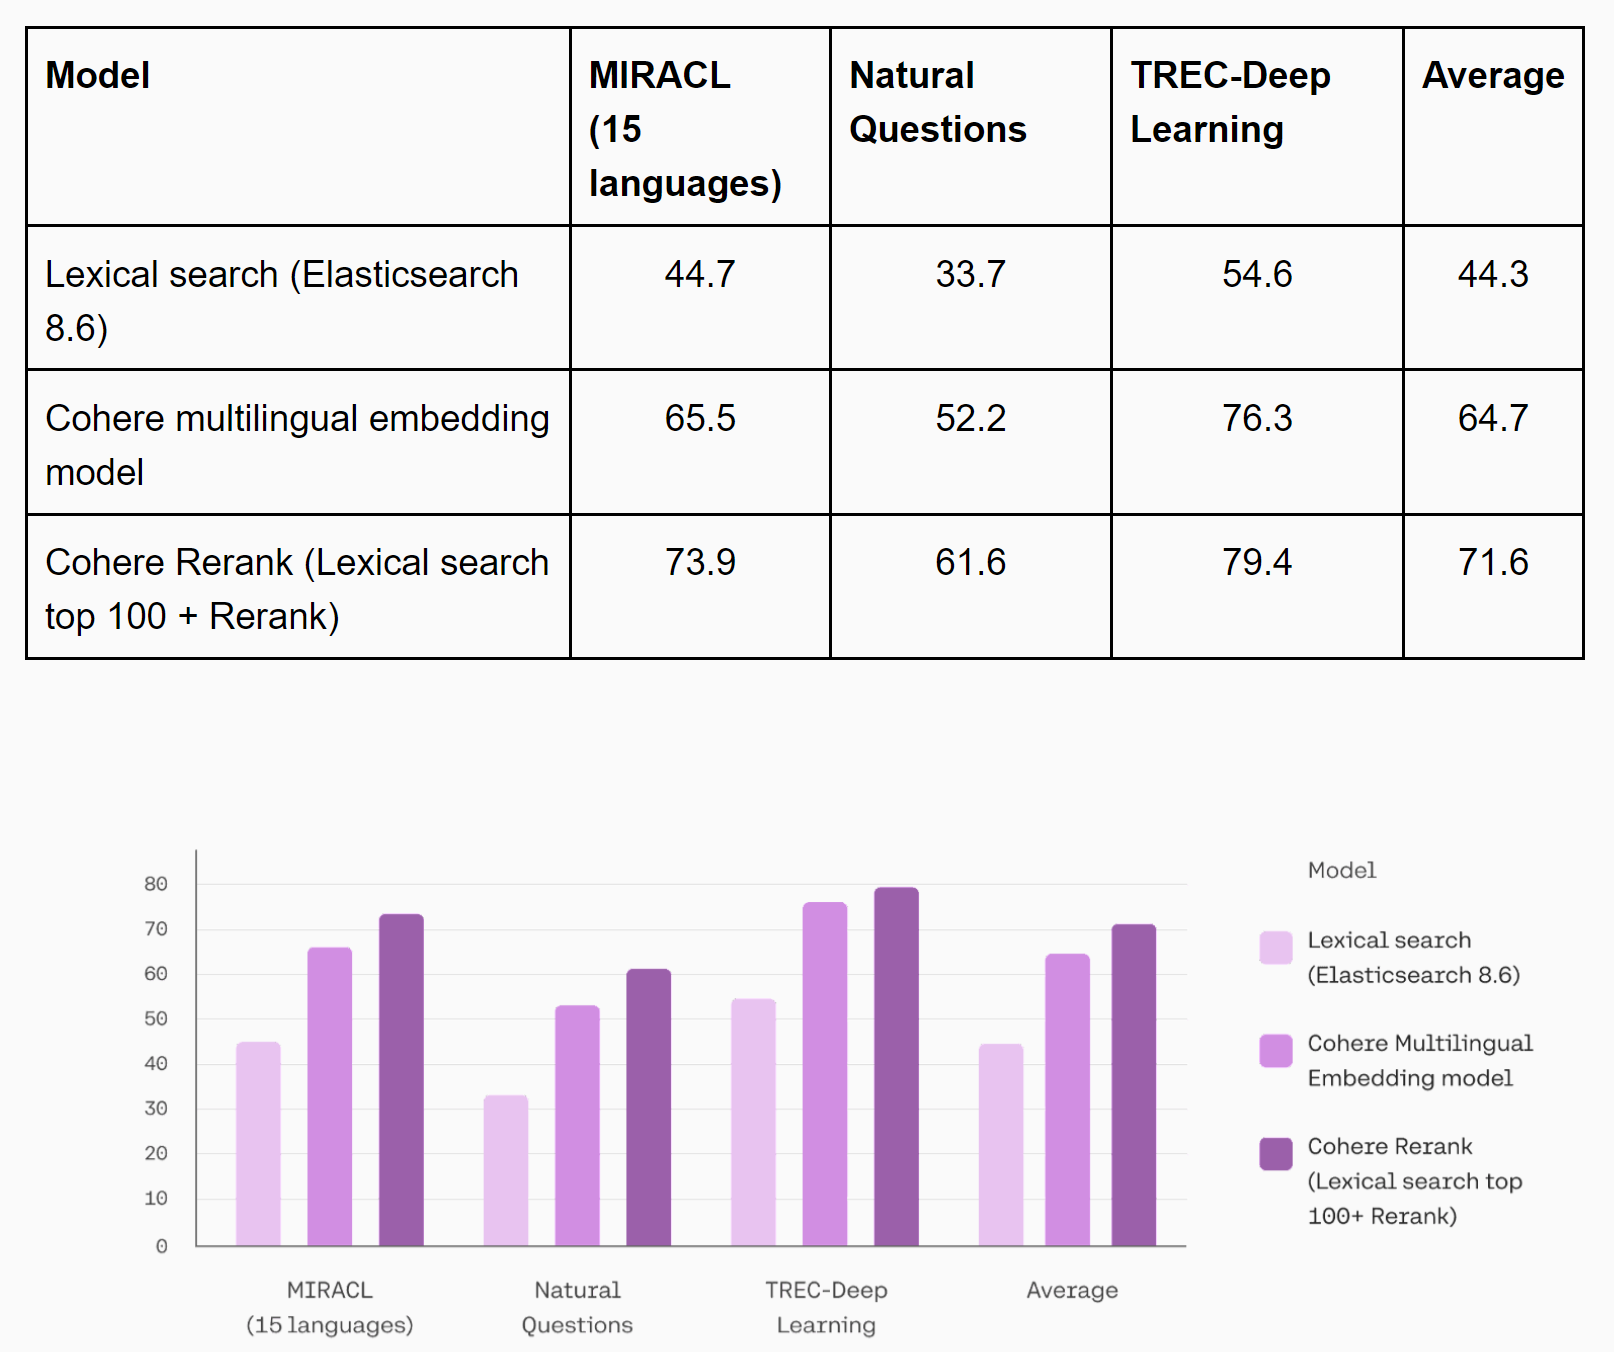 Model
MIRACL
(15
languages)
Natural
Questions
TREC-Deep
Learning
Average
Lexical search (Elasticsearch
8.6)
44.7
33.7
54.6
44.3
Cohere multilingual embedding
model
65.5
52.2
76.3
64.7
Cohere Rerank (Lexical search
top 100 + Rerank)
73.9
61.6
79.4
71.6
80
70
60
50
40
30
20
10
0
MIRACL
(15 languages)
Natural
Questions
TREC-Deep
Learning
Average
Model
Lexical search
(Elasticsearch 8.6)
Cohere Multilingual
Embedding model
Cohere Rerank
(Lexical search top
100+ Rerank)